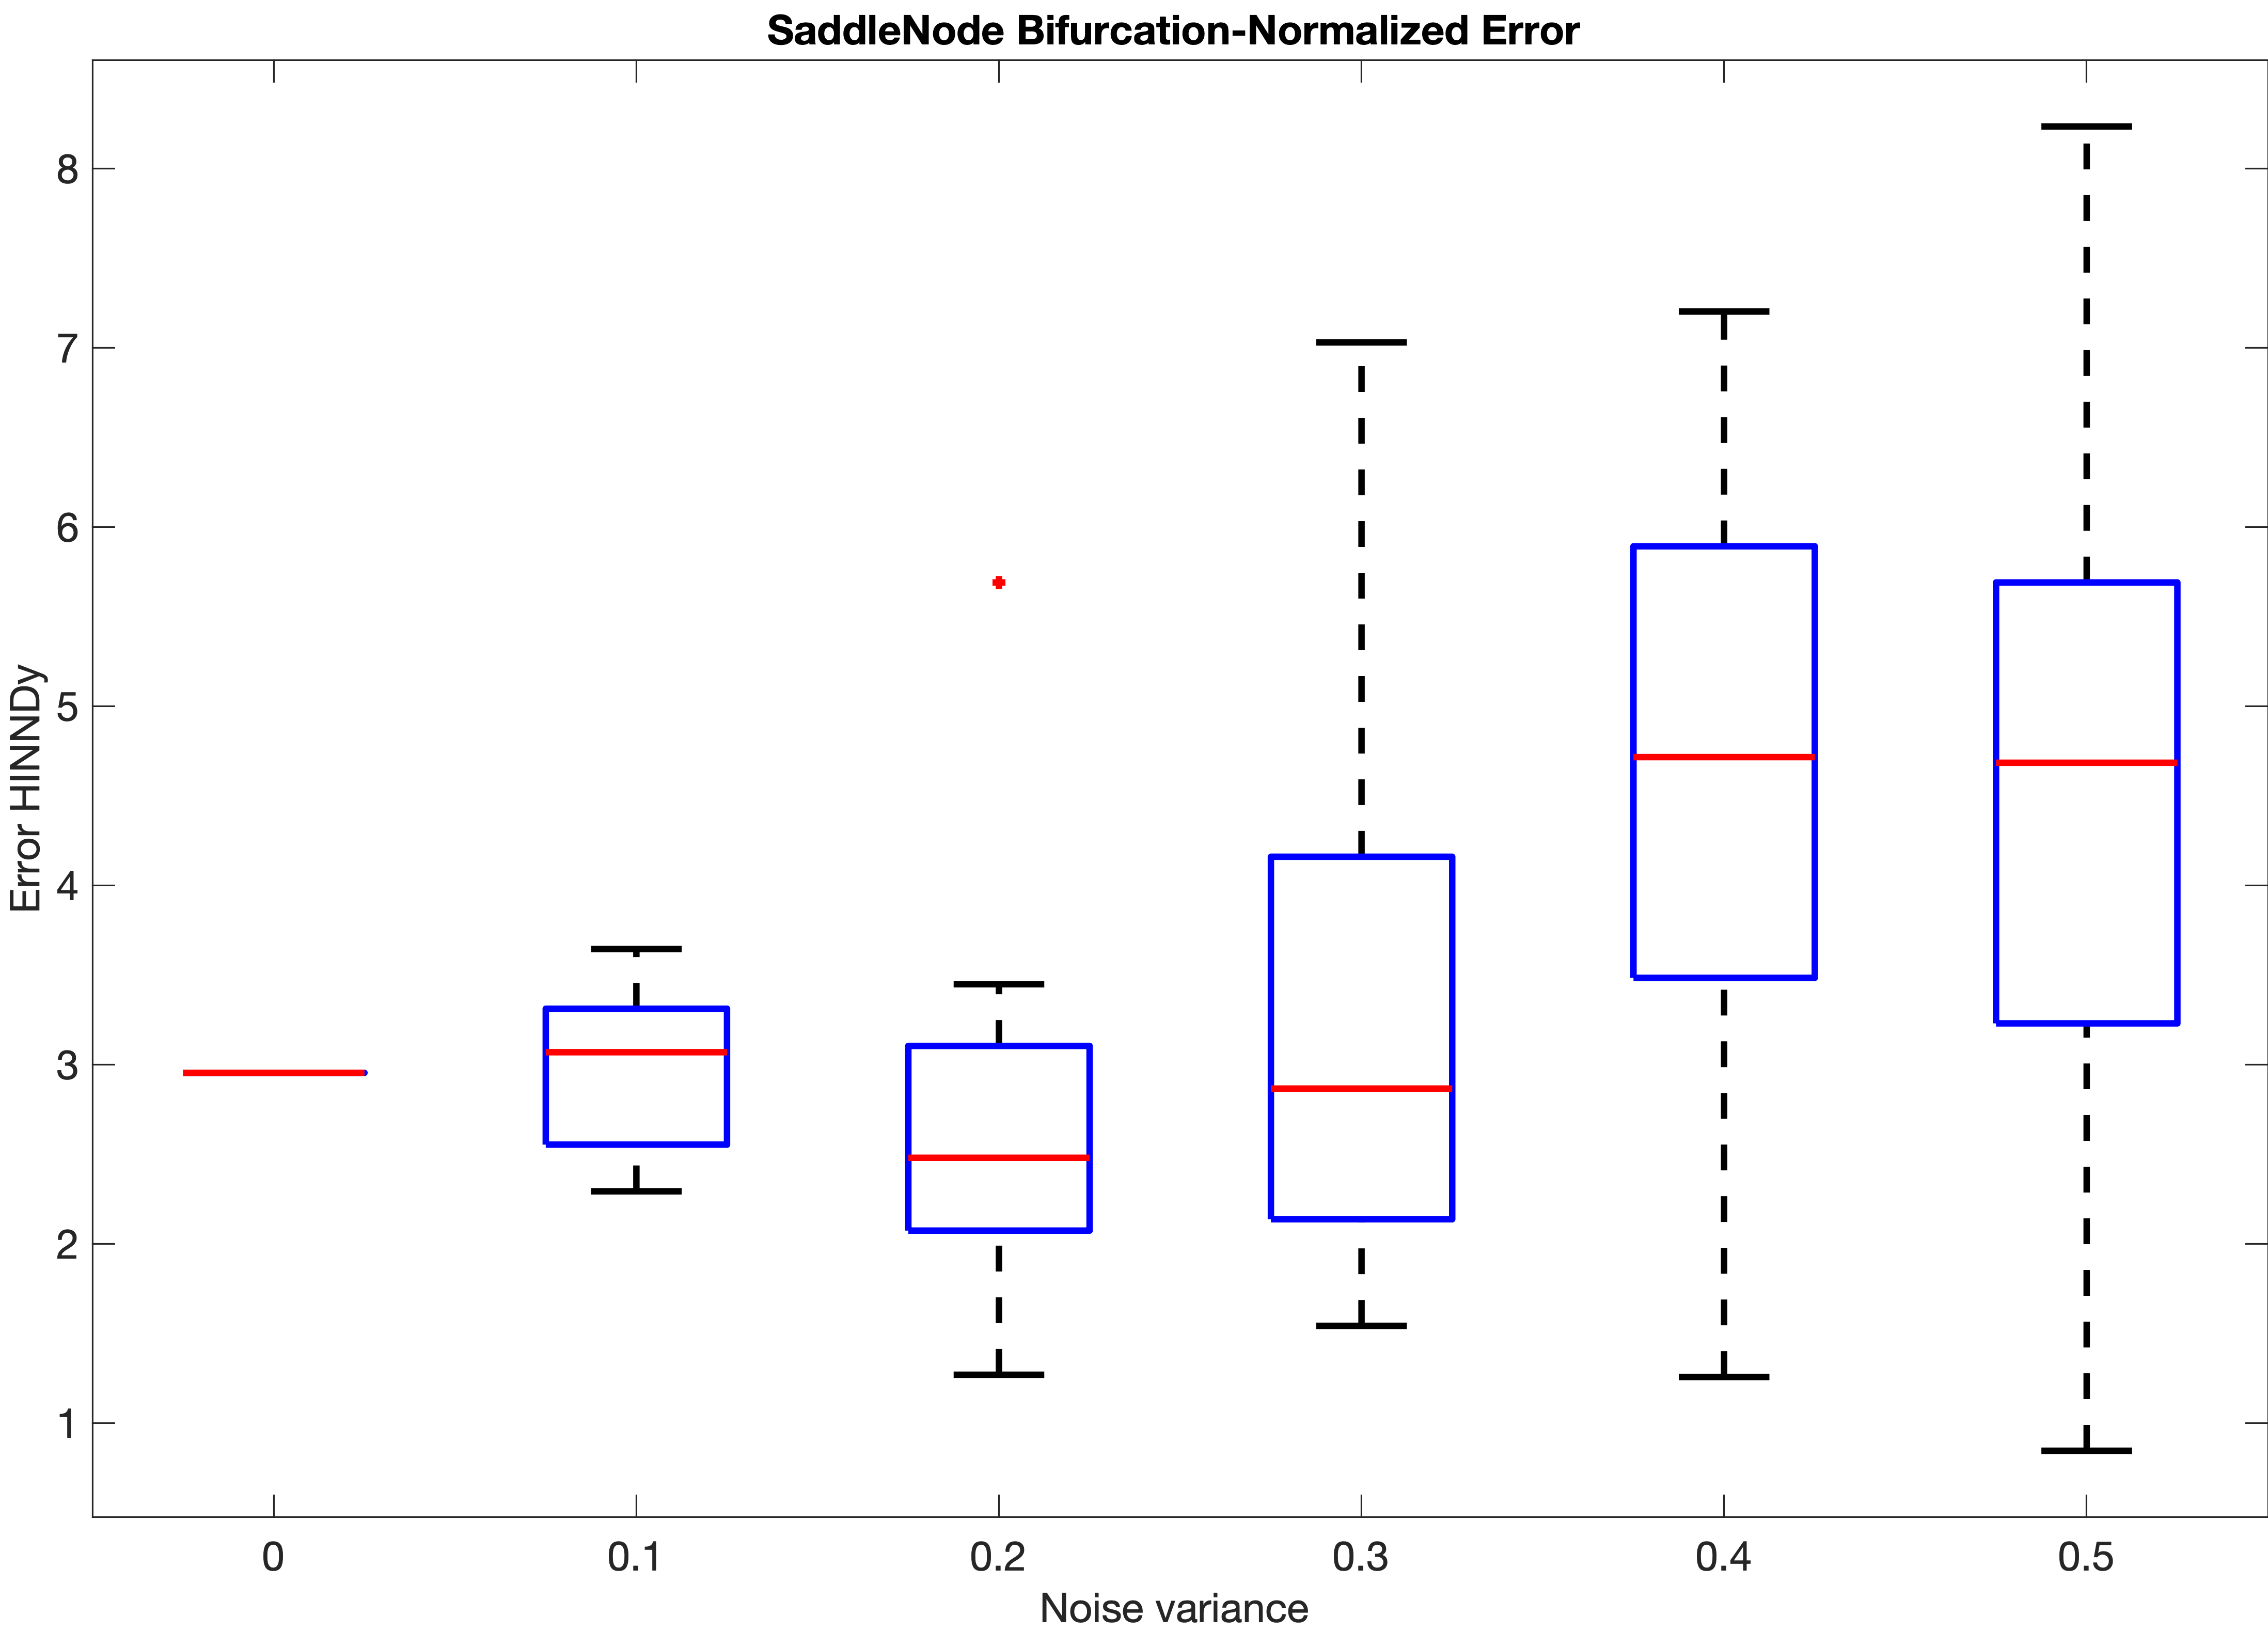 SaddleNode Bifurcation-Normalized Error
Error HINNDy
8
7
6
5
4
3
2
1
0 0.1 0.2 0.3 0.4 0.5
Noise variance